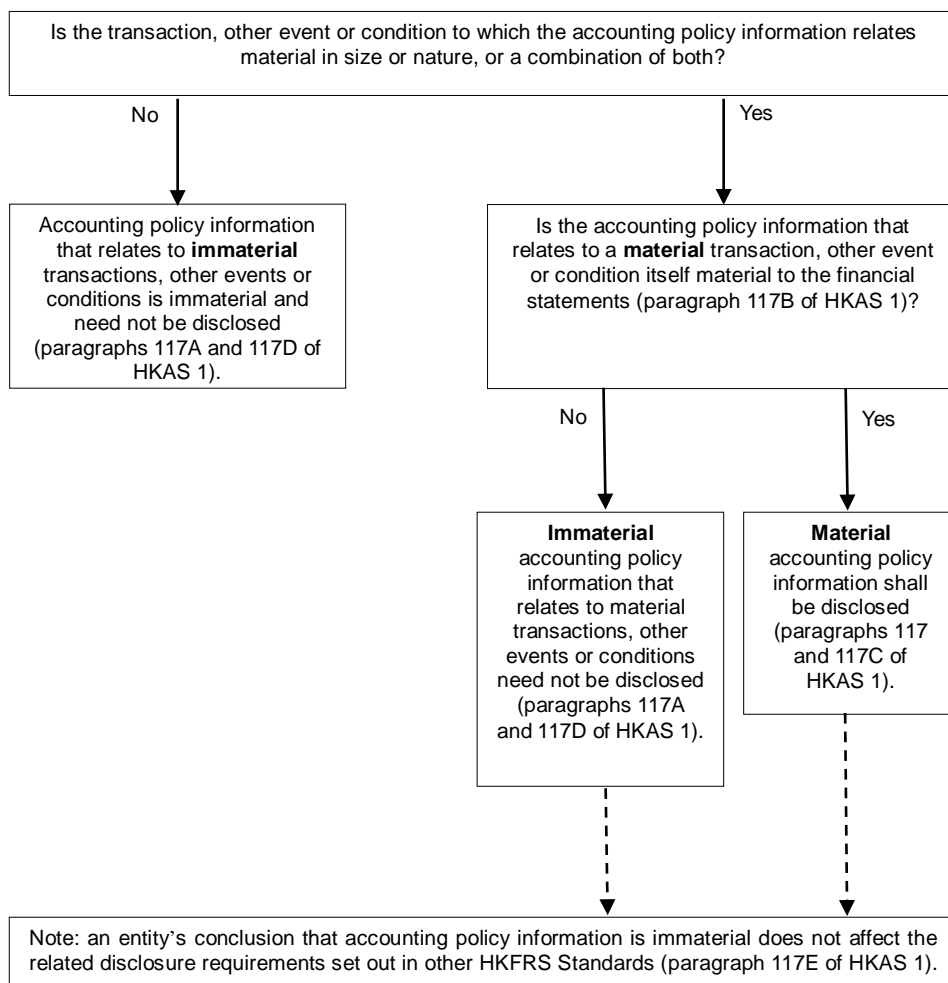 Is the transaction, other event or condition to which the accounting policy information relates
material in size or nature, or a combination of both?
No
Yes
Accounting policy information
that relates to immaterial
transactions, other events or
conditions is immaterial and
need not be disclosed
(paragraphs 117A and 117D of
HKAS 1).
Is the accounting policy information that
relates to a material transaction, other event
or condition itself material to the financial
statements (paragraph 117B of HKAS 1)?
No
Yes
Immaterial
accounting policy
information that
relates to material
transactions, other
events or conditions
need not be disclosed
(paragraphs 117A
and 117D of HKAS 1).
Material
accounting policy
information shall
be disclosed
(paragraphs 117
and 117C of
HKAS 1).
Note: an entity’s conclusion that accounting policy information is immaterial does not affect the
related disclosure requirements set out in other HKFRS Standards (paragraph 117E of HKAS 1).